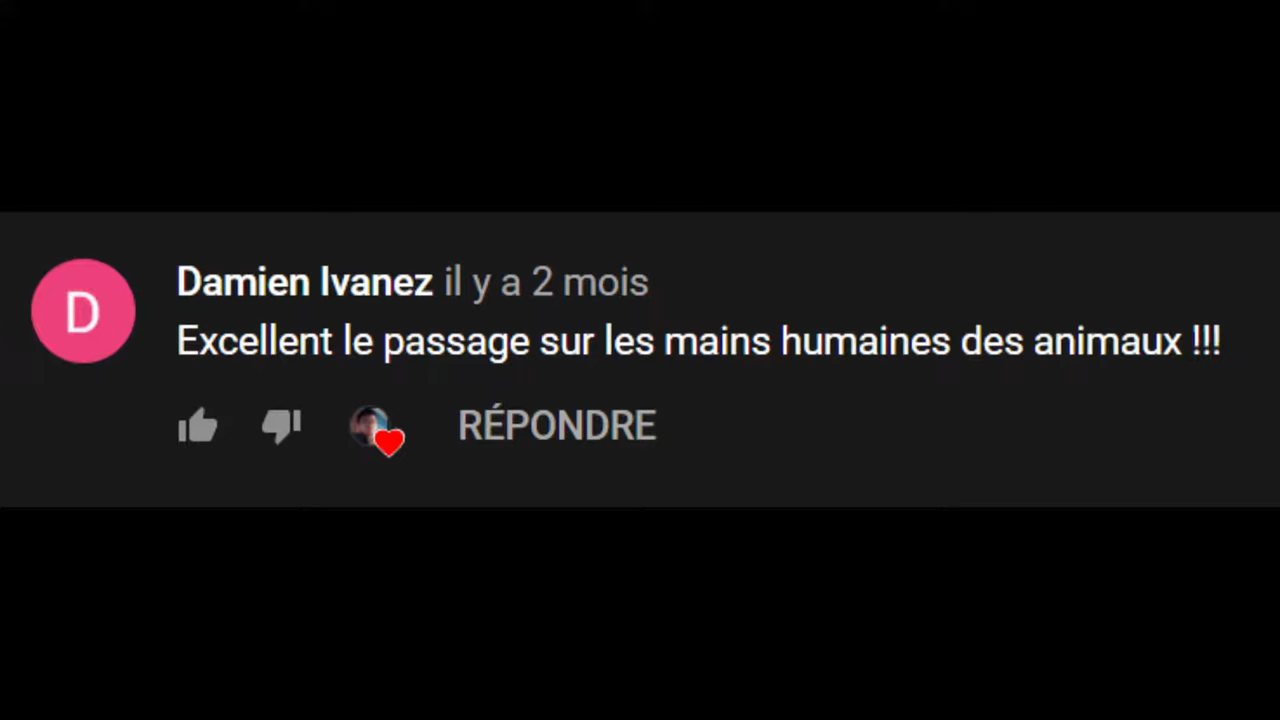 D
Damien Ivanez il y a 2 mois
Excellent le passage sur les mains humaines des animaux !!!
RÉPONDRE